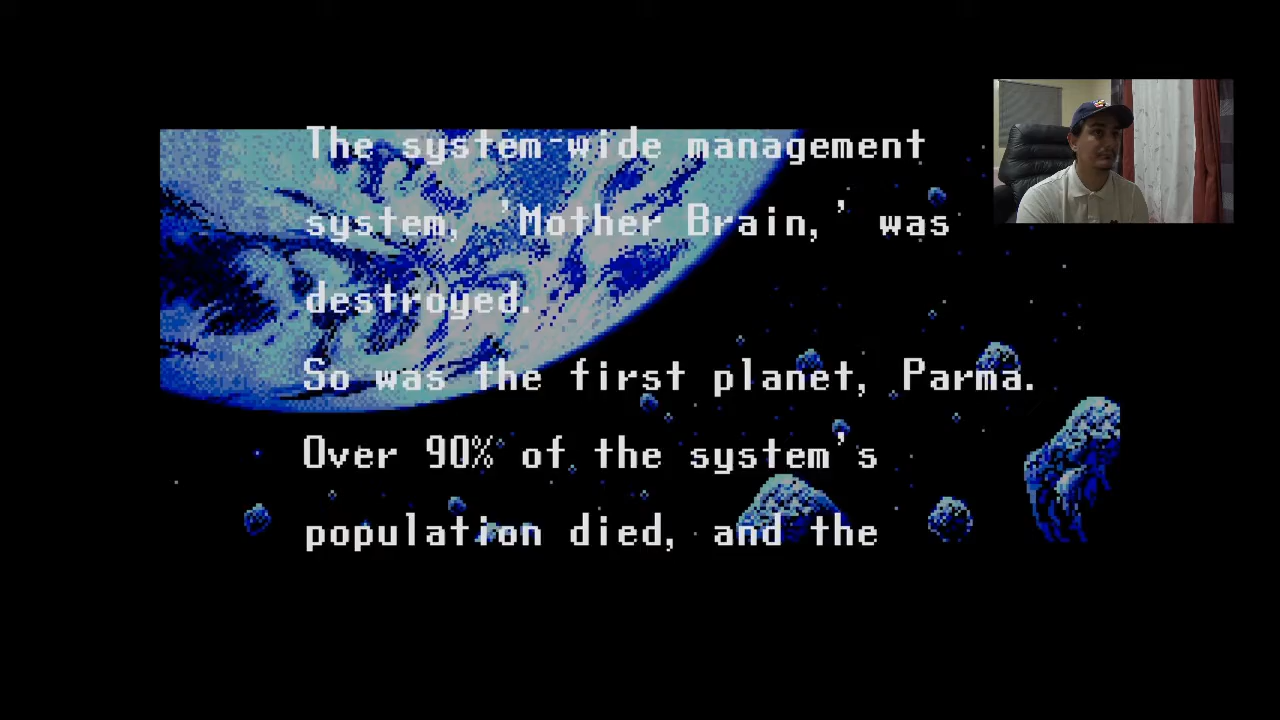 The system-wide management
system, 'Mother Brain,' was
destroyed.
So was the first planet, Parma.
Over 90% of the system's
population died, and the